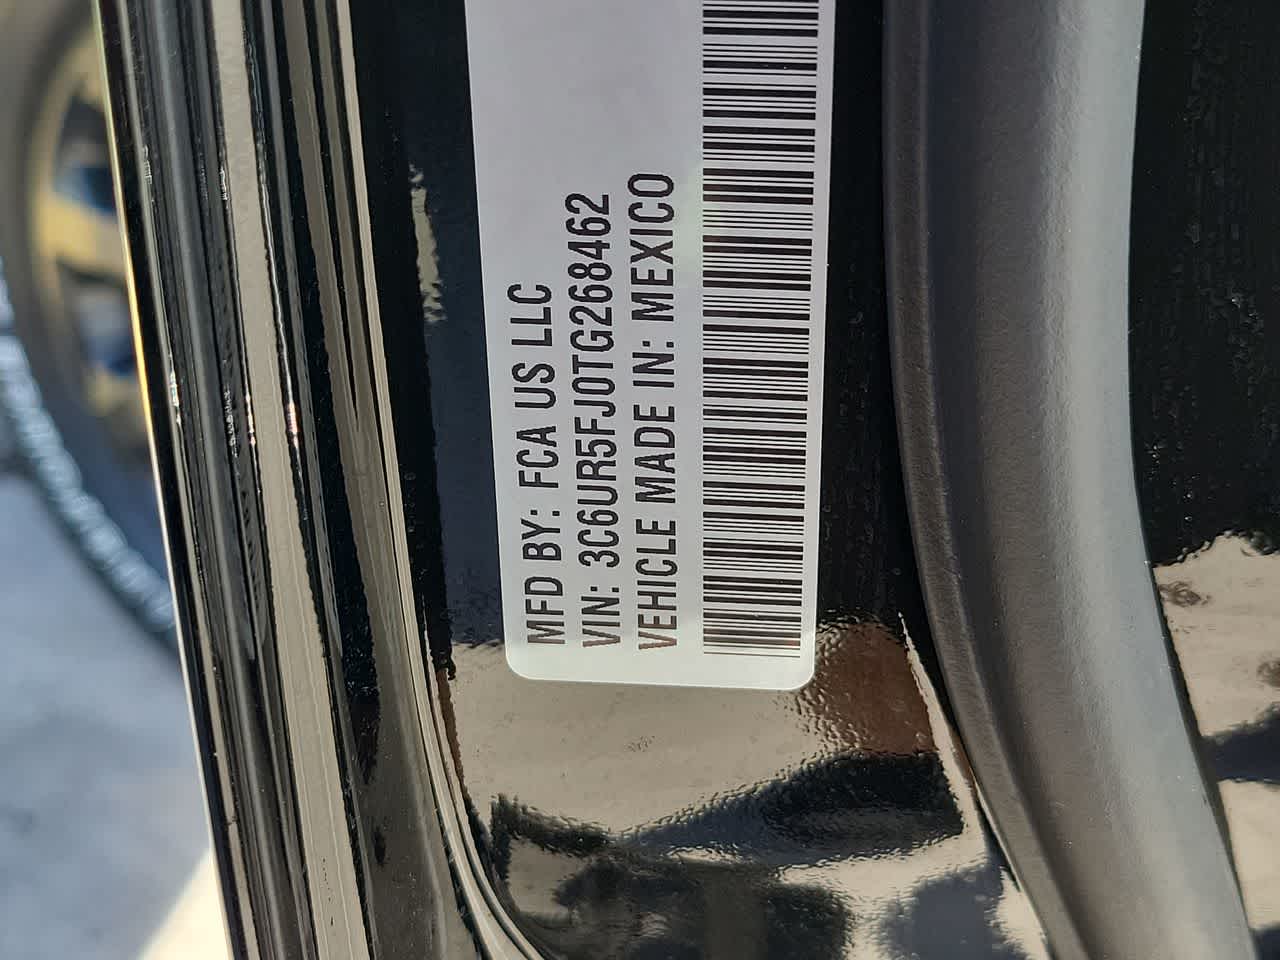 MFD BY: FCA US LLC
VIN: 3C6UR5FJ0TG268462
VEHICLE MADE IN: MEXICO